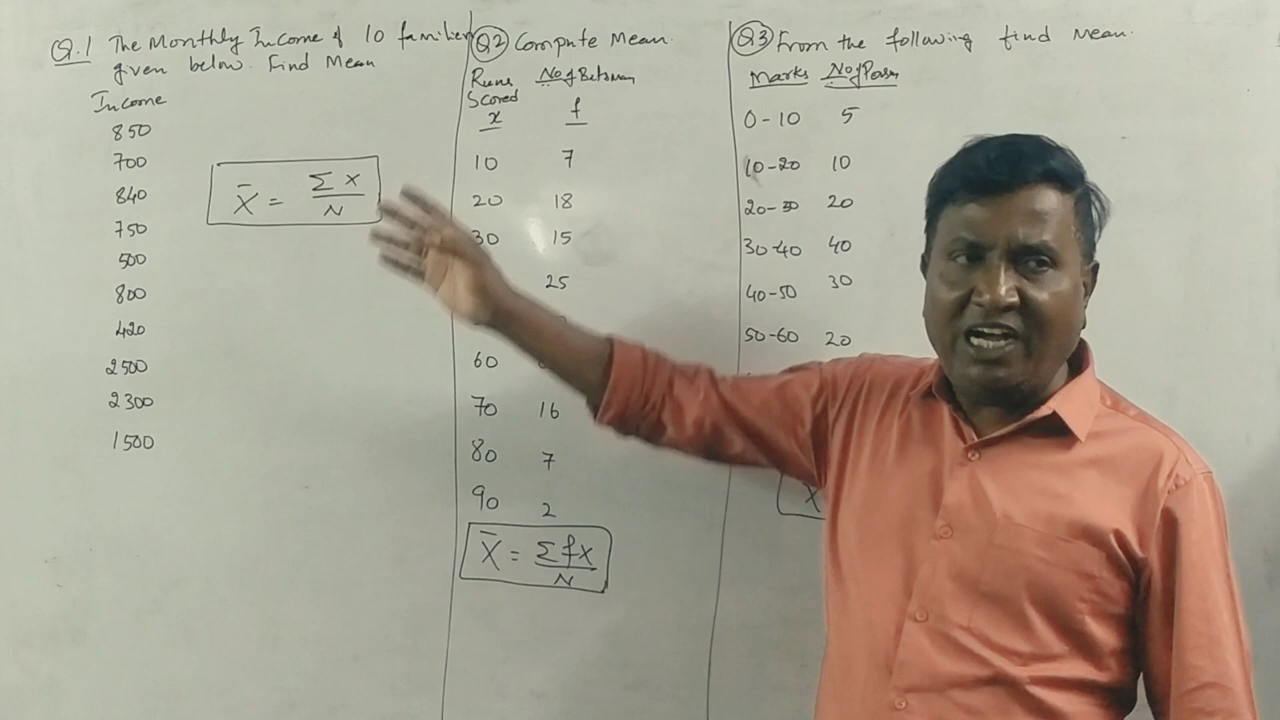 Q.1 The Monthly Income of 10 families
given below. Find Mean
Income
850
700
840
750
500
800
420
2500
2300
1500
X̄ = Σx/N
Q2 Compute Mean.
Runs Scored No of Batsman
x f
10 7
20 18
30 15
25
60
70 16
80 7
90 2
X̄ = Σfx/N
Q3 From the following find Mean.
Marks No of Person
0-10 5
10-20 10
20-30 20
30-40 40
40-50 30
50-60 20
X